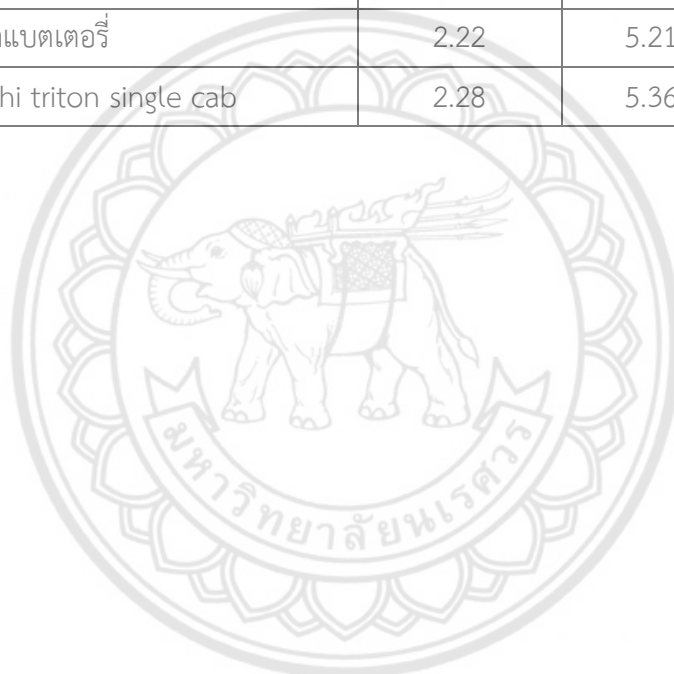 แบตเตอรี่ 2.22 5.21
hi triton single cab 2.28 5.36
มหาวิทยาลัยนเรศวร